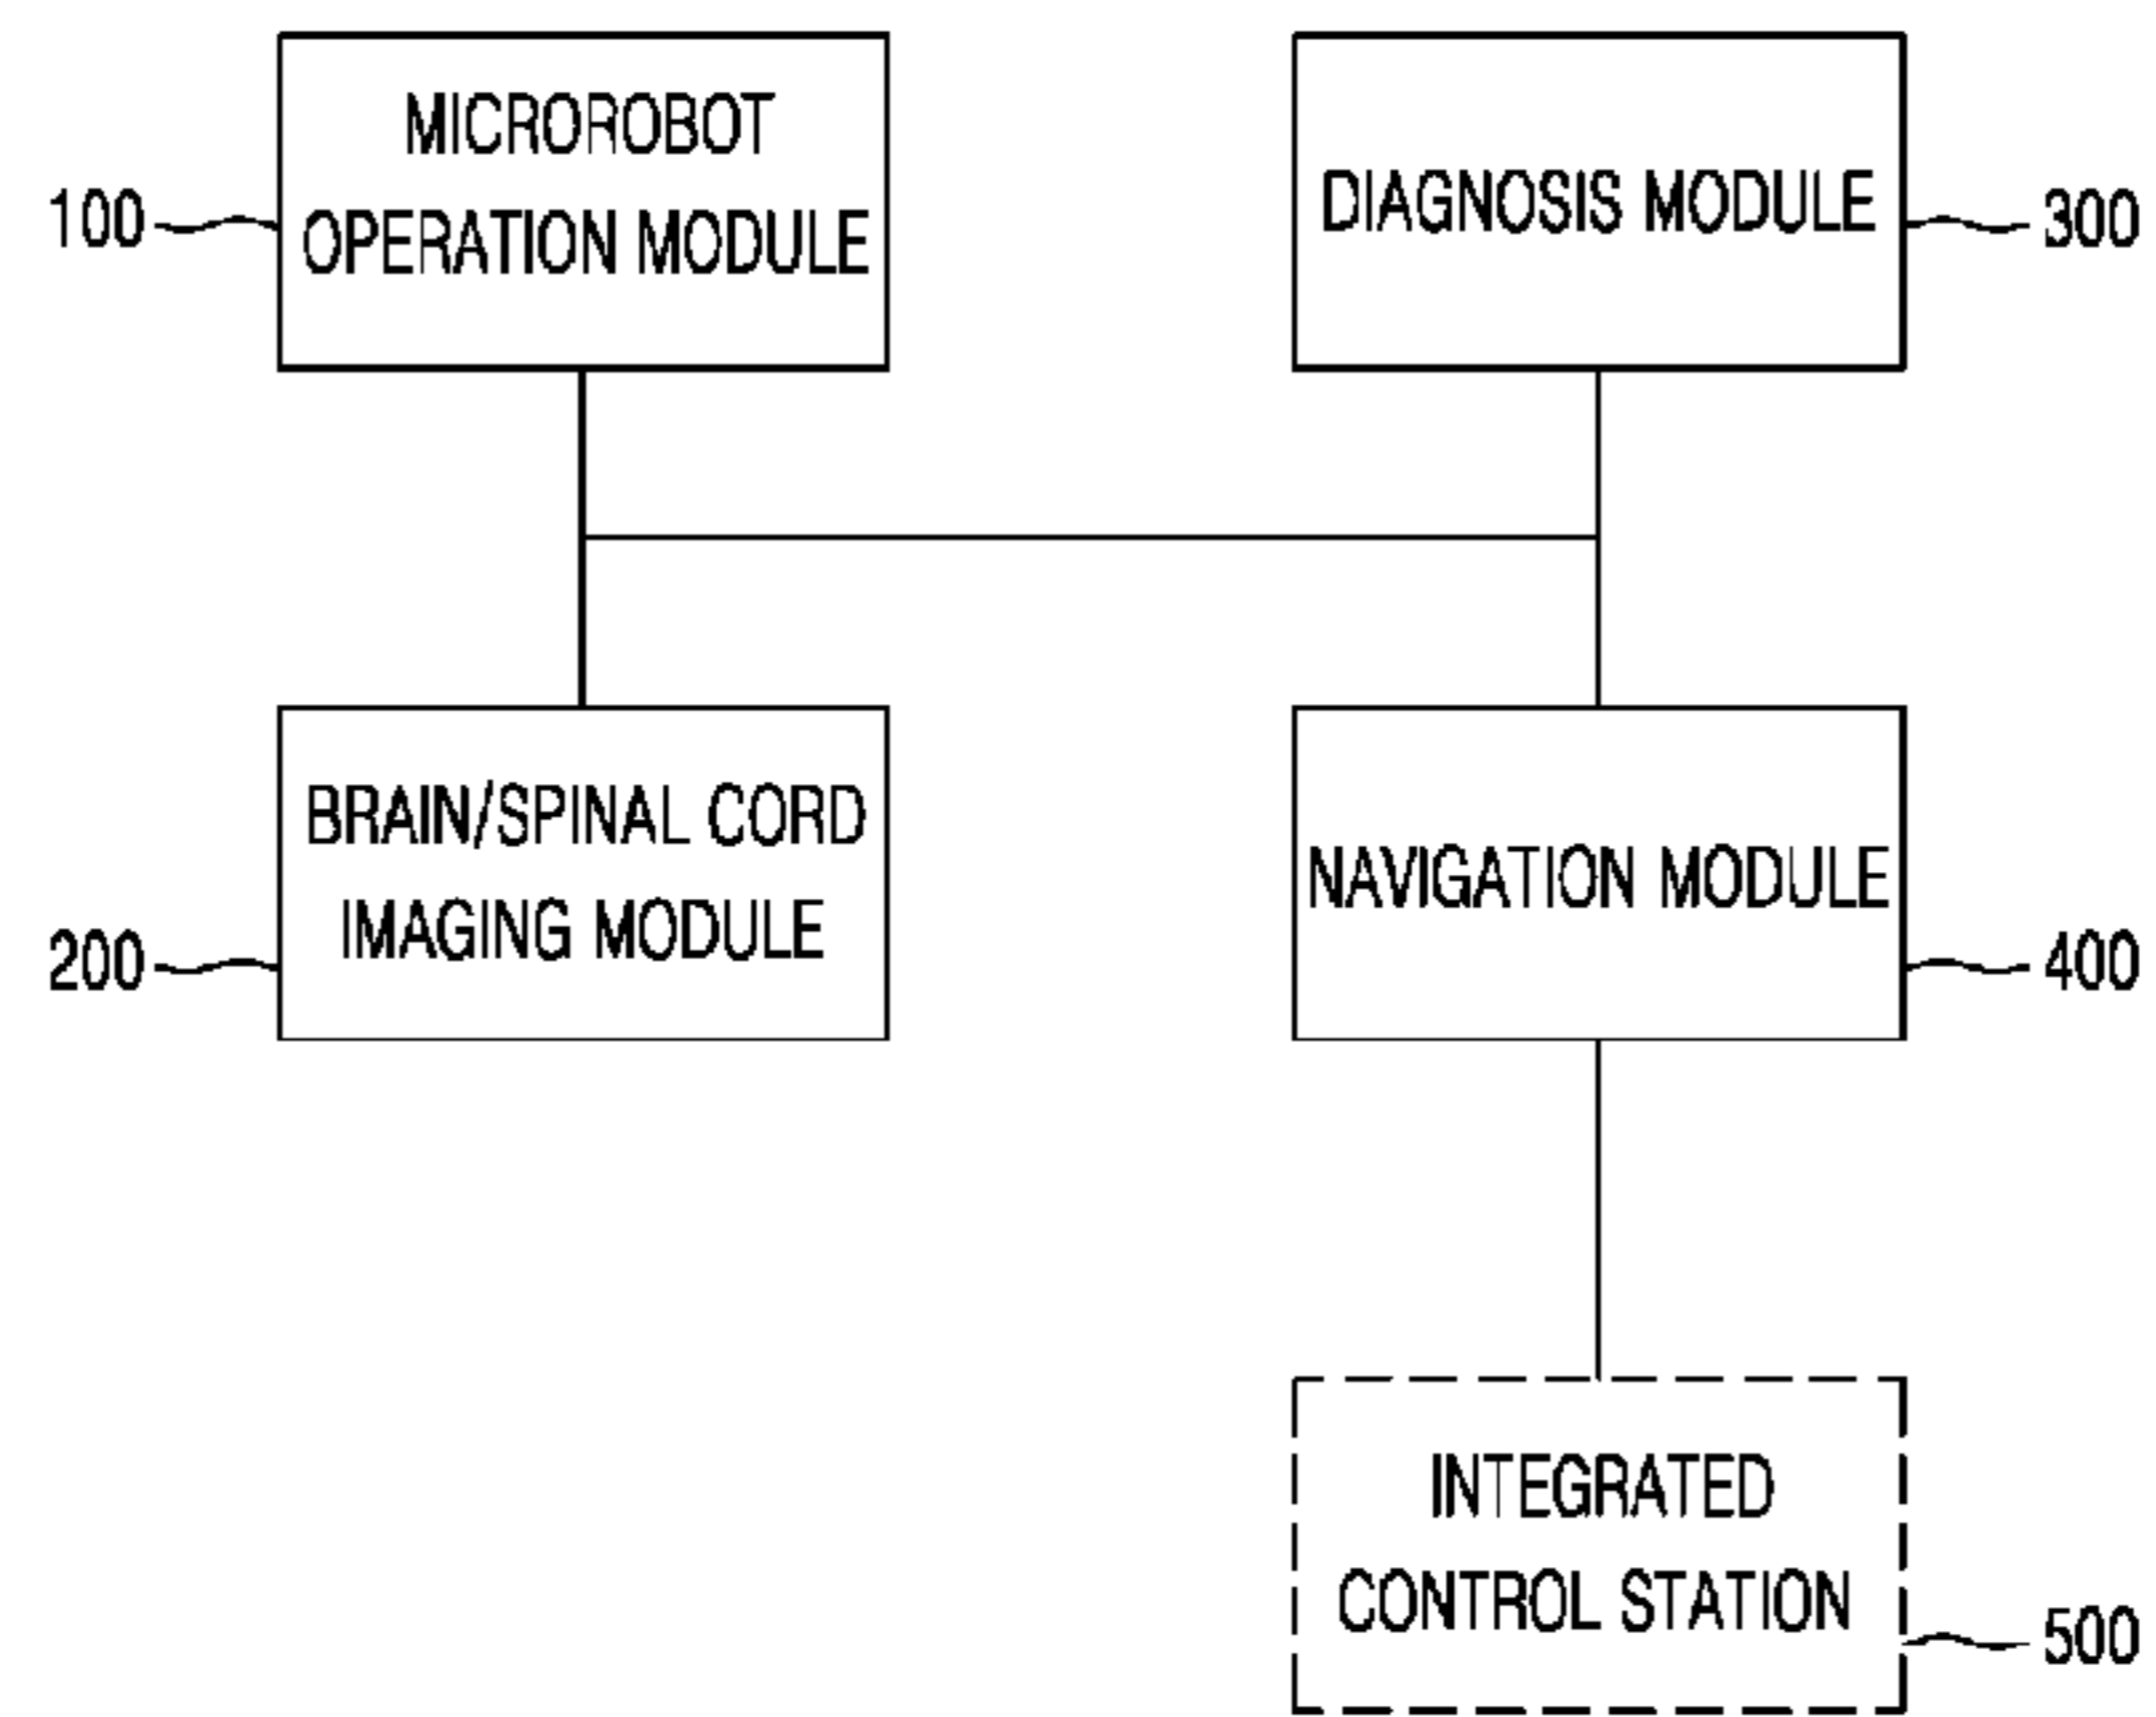 MICROROBOT
OPERATION MODULE
100
DIAGNOSIS MODULE
300
BRAIN/SPINAL CORD
IMAGING MODULE
200
NAVIGATION MODULE
400
INTEGRATED
CONTROL STATION
500